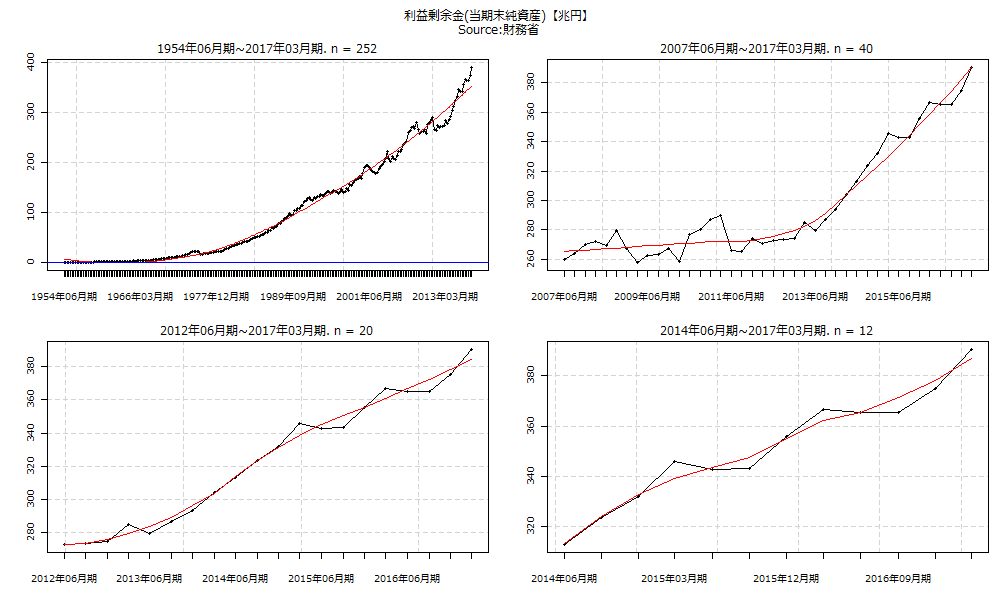 利益剰余金(当期末純資産)【兆円】
Source:財務省
1954年06月期~2017年03月期. n = 252
0
100
200
300
400
1954年06月期
1966年03月期
1977年12月期
1989年09月期
2001年06月期
2013年03月期
2007年06月期~2017年03月期. n = 40
260
280
300
320
340
360
380
2007年06月期
2009年06月期
2011年06月期
2013年06月期
2015年06月期
2012年06月期~2017年03月期. n = 20
280
300
320
340
360
380
2012年06月期
2013年06月期
2014年06月期
2015年06月期
2016年06月期
2014年06月期~2017年03月期. n = 12
320
340
360
380
2014年06月期
2015年03月期
2015年12月期
2016年09月期